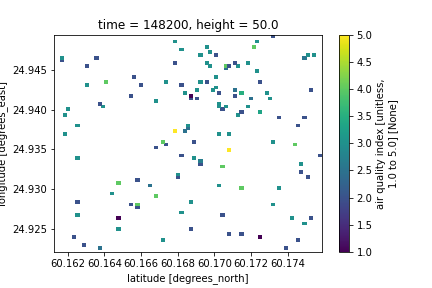 time = 148200, height = 50.0
24.945
24.940
24.935
24.930
24.925
longitude [degrees_east]
60.162 60.164 60.166 60.168 60.170 60.172 60.174
latitude [degrees_north]
5.0
4.5
4.0
3.5
3.0
2.5
2.0
1.5
1.0
air quality index [unitless,
1.0 to 5.0] [None]